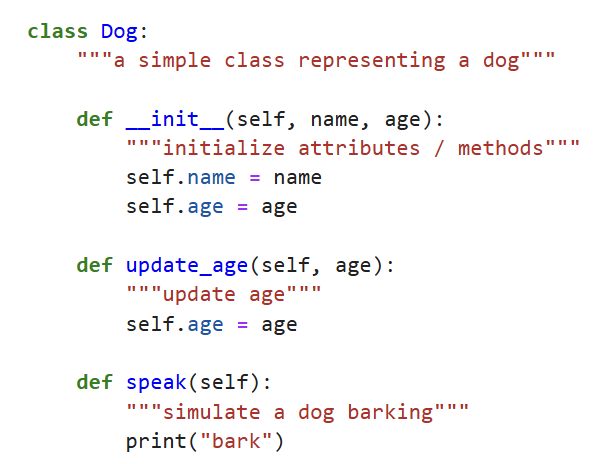 class Dog:
    """a simple class representing a dog"""

    def __init__(self, name, age):
        """initialize attributes / methods"""
        self.name = name
        self.age = age

    def update_age(self, age):
        """update age"""
        self.age = age

    def speak(self):
        """simulate a dog barking"""
        print("bark")